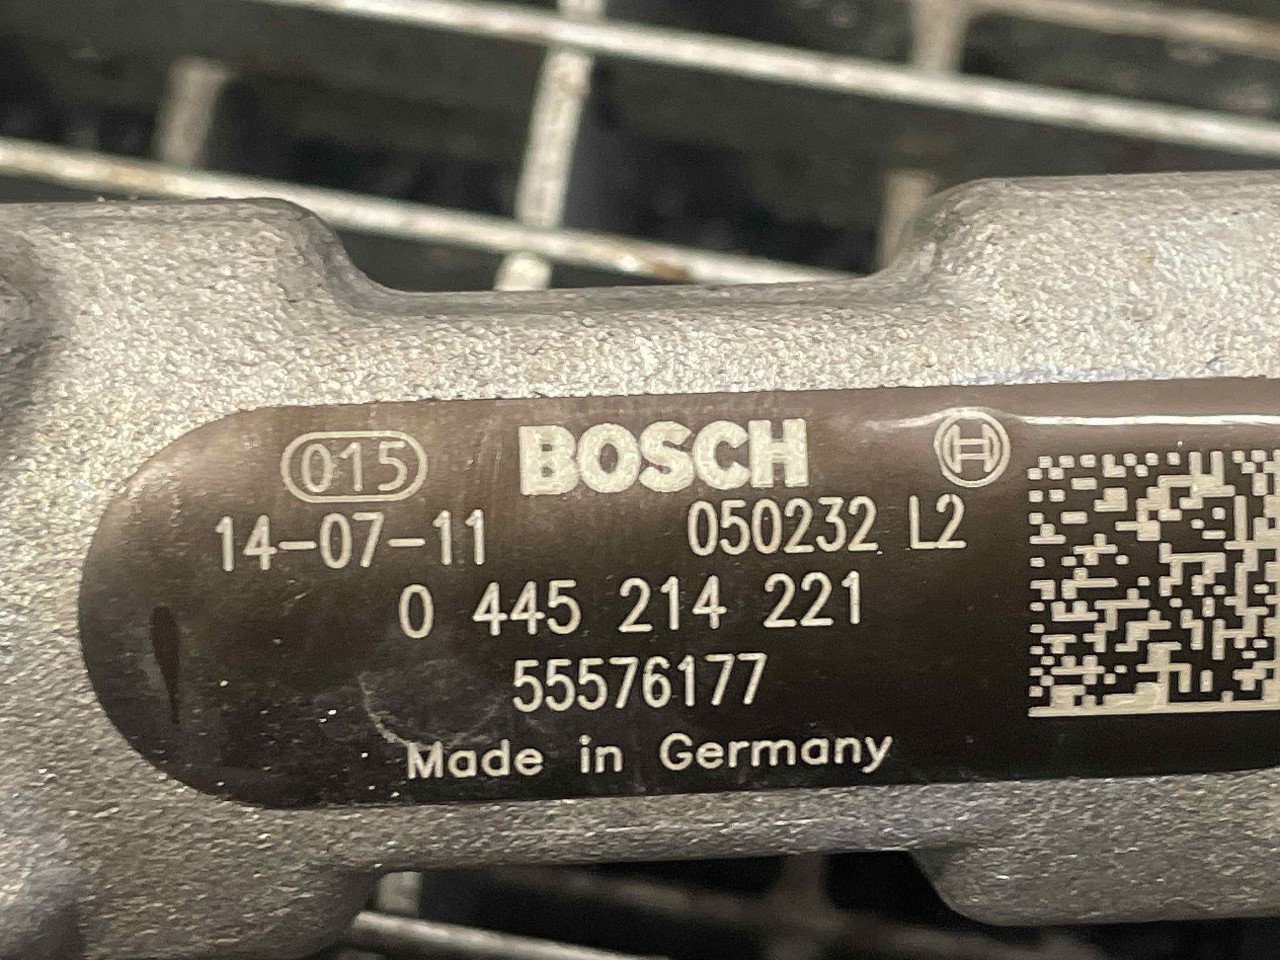 015 BOSCH
14-07-11 050232 L2
0 445 214 221
55576177
Made in Germany